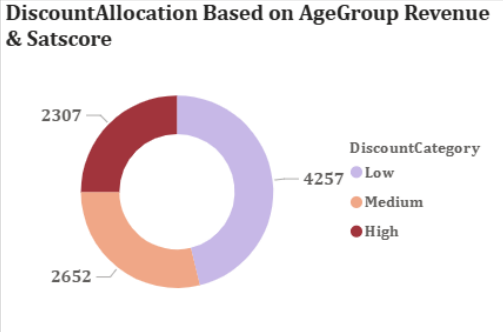 DiscountAllocation Based on AgeGroup Revenue
& Satscore
2307
4257
2652
DiscountCategory
Low
Medium
High